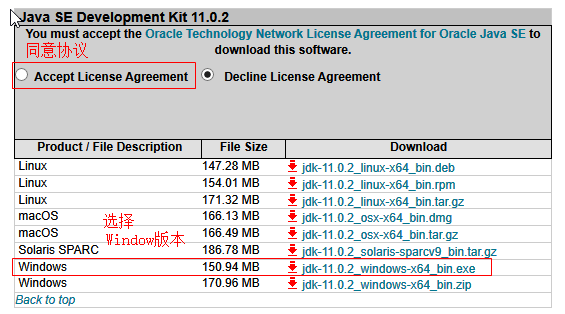 Java SE Development Kit 11.0.2
You must accept the Oracle Technology Network License Agreement for Oracle Java SE to
download this software.
同意协议
Accept License Agreement Decline License Agreement
Product / File Description File Size Download
Linux 147.28 MB jdk-11.0.2_linux-x64_bin.deb
Linux 154.01 MB jdk-11.0.2_linux-x64_bin.rpm
Linux 171.32 MB jdk-11.0.2_linux-x64_bin.tar.gz
macOS 166.13 MB jdk-11.0.2_osx-x64_bin.dmg
macOS 166.49 MB jdk-11.0.2_osx-x64_bin.tar.gz
选择
Window版本
Solaris SPARC 186.78 MB jdk-11.0.2_solaris-sparcv9_bin.tar.gz
Windows 150.94 MB jdk-11.0.2_windows-x64_bin.exe
Windows 170.96 MB jdk-11.0.2_windows-x64_bin.zip
Back to top